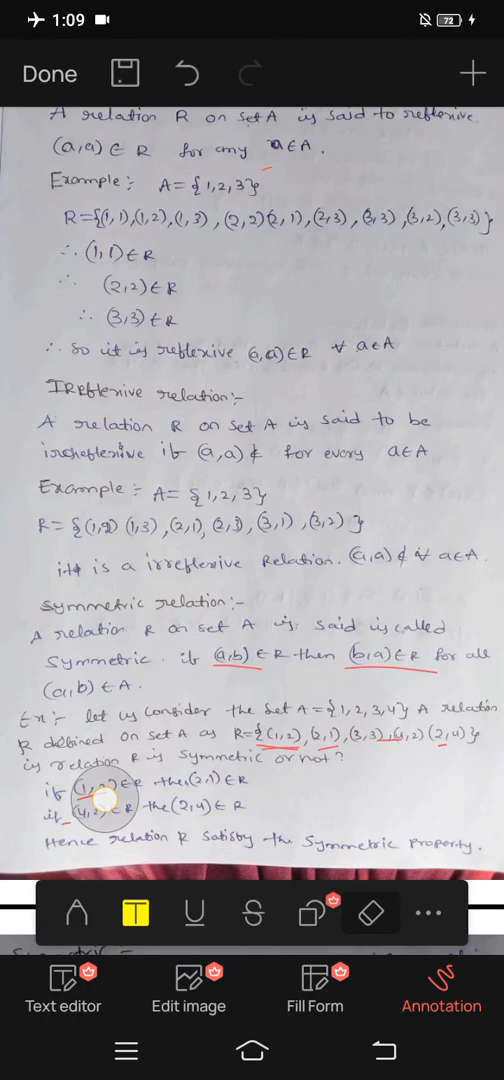 1:09
72
Done
A relation R on set A is said to reflexive.
(a,a) ∈ R for any a∈A.
Example:- A={1,2,3}
R={(1,1),(1,2),(1,3),(2,2)(2,1),(2,3),(3,3),(3,2),(3,3)}
∴ (1,1)∈R
∴ (2,2)∈R
∴ (3,3)∈R
∴ so it is reflexive (a,a)∈R ∀ a∈A
IRReflexive relation:-
A relation R on set A is said to be
irreflexive if (a,a)∉ for every a∈A
Example:- A={1,2,3}
R={(1,2)(1,3),(2,1),(2,3),(3,1),(3,2)}
is a irreflexive Relation. (a,a)∉ ∀ a∈A.
Symmetric relation:-
A relation R on set A is said is called
Symmetric. if (a,b)∈R then (b,a)∈R for all
(a,b)∈A.
Ex:- let us consider the set A={1,2,3,4} A relation
R defined on set A as R={(1,2),(2,1),(3,3),(4,2)(2,4)}
is relation R is symmetric or not?
if (1,2)∈R the(2,1)∈R
if (4,2)∈R the(2,4)∈R
Hence relation R satisfy the Symmetric property.
T
U
S
Text editor
Edit image
Fill Form
Annotation